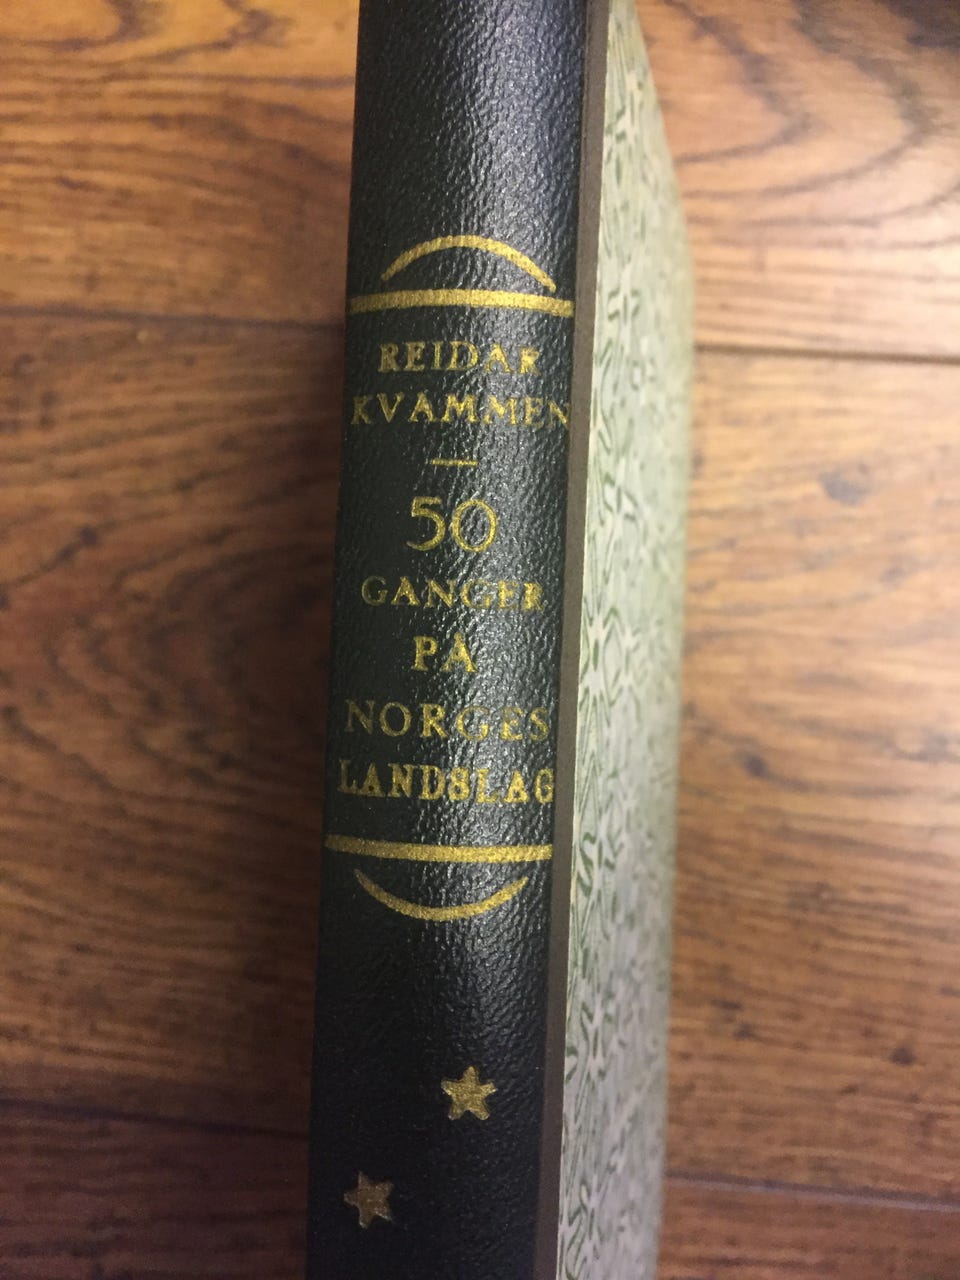 REIDAR
KVAMMEN
—
50
GANGER
PÅ
NORGES
LANDSLAG